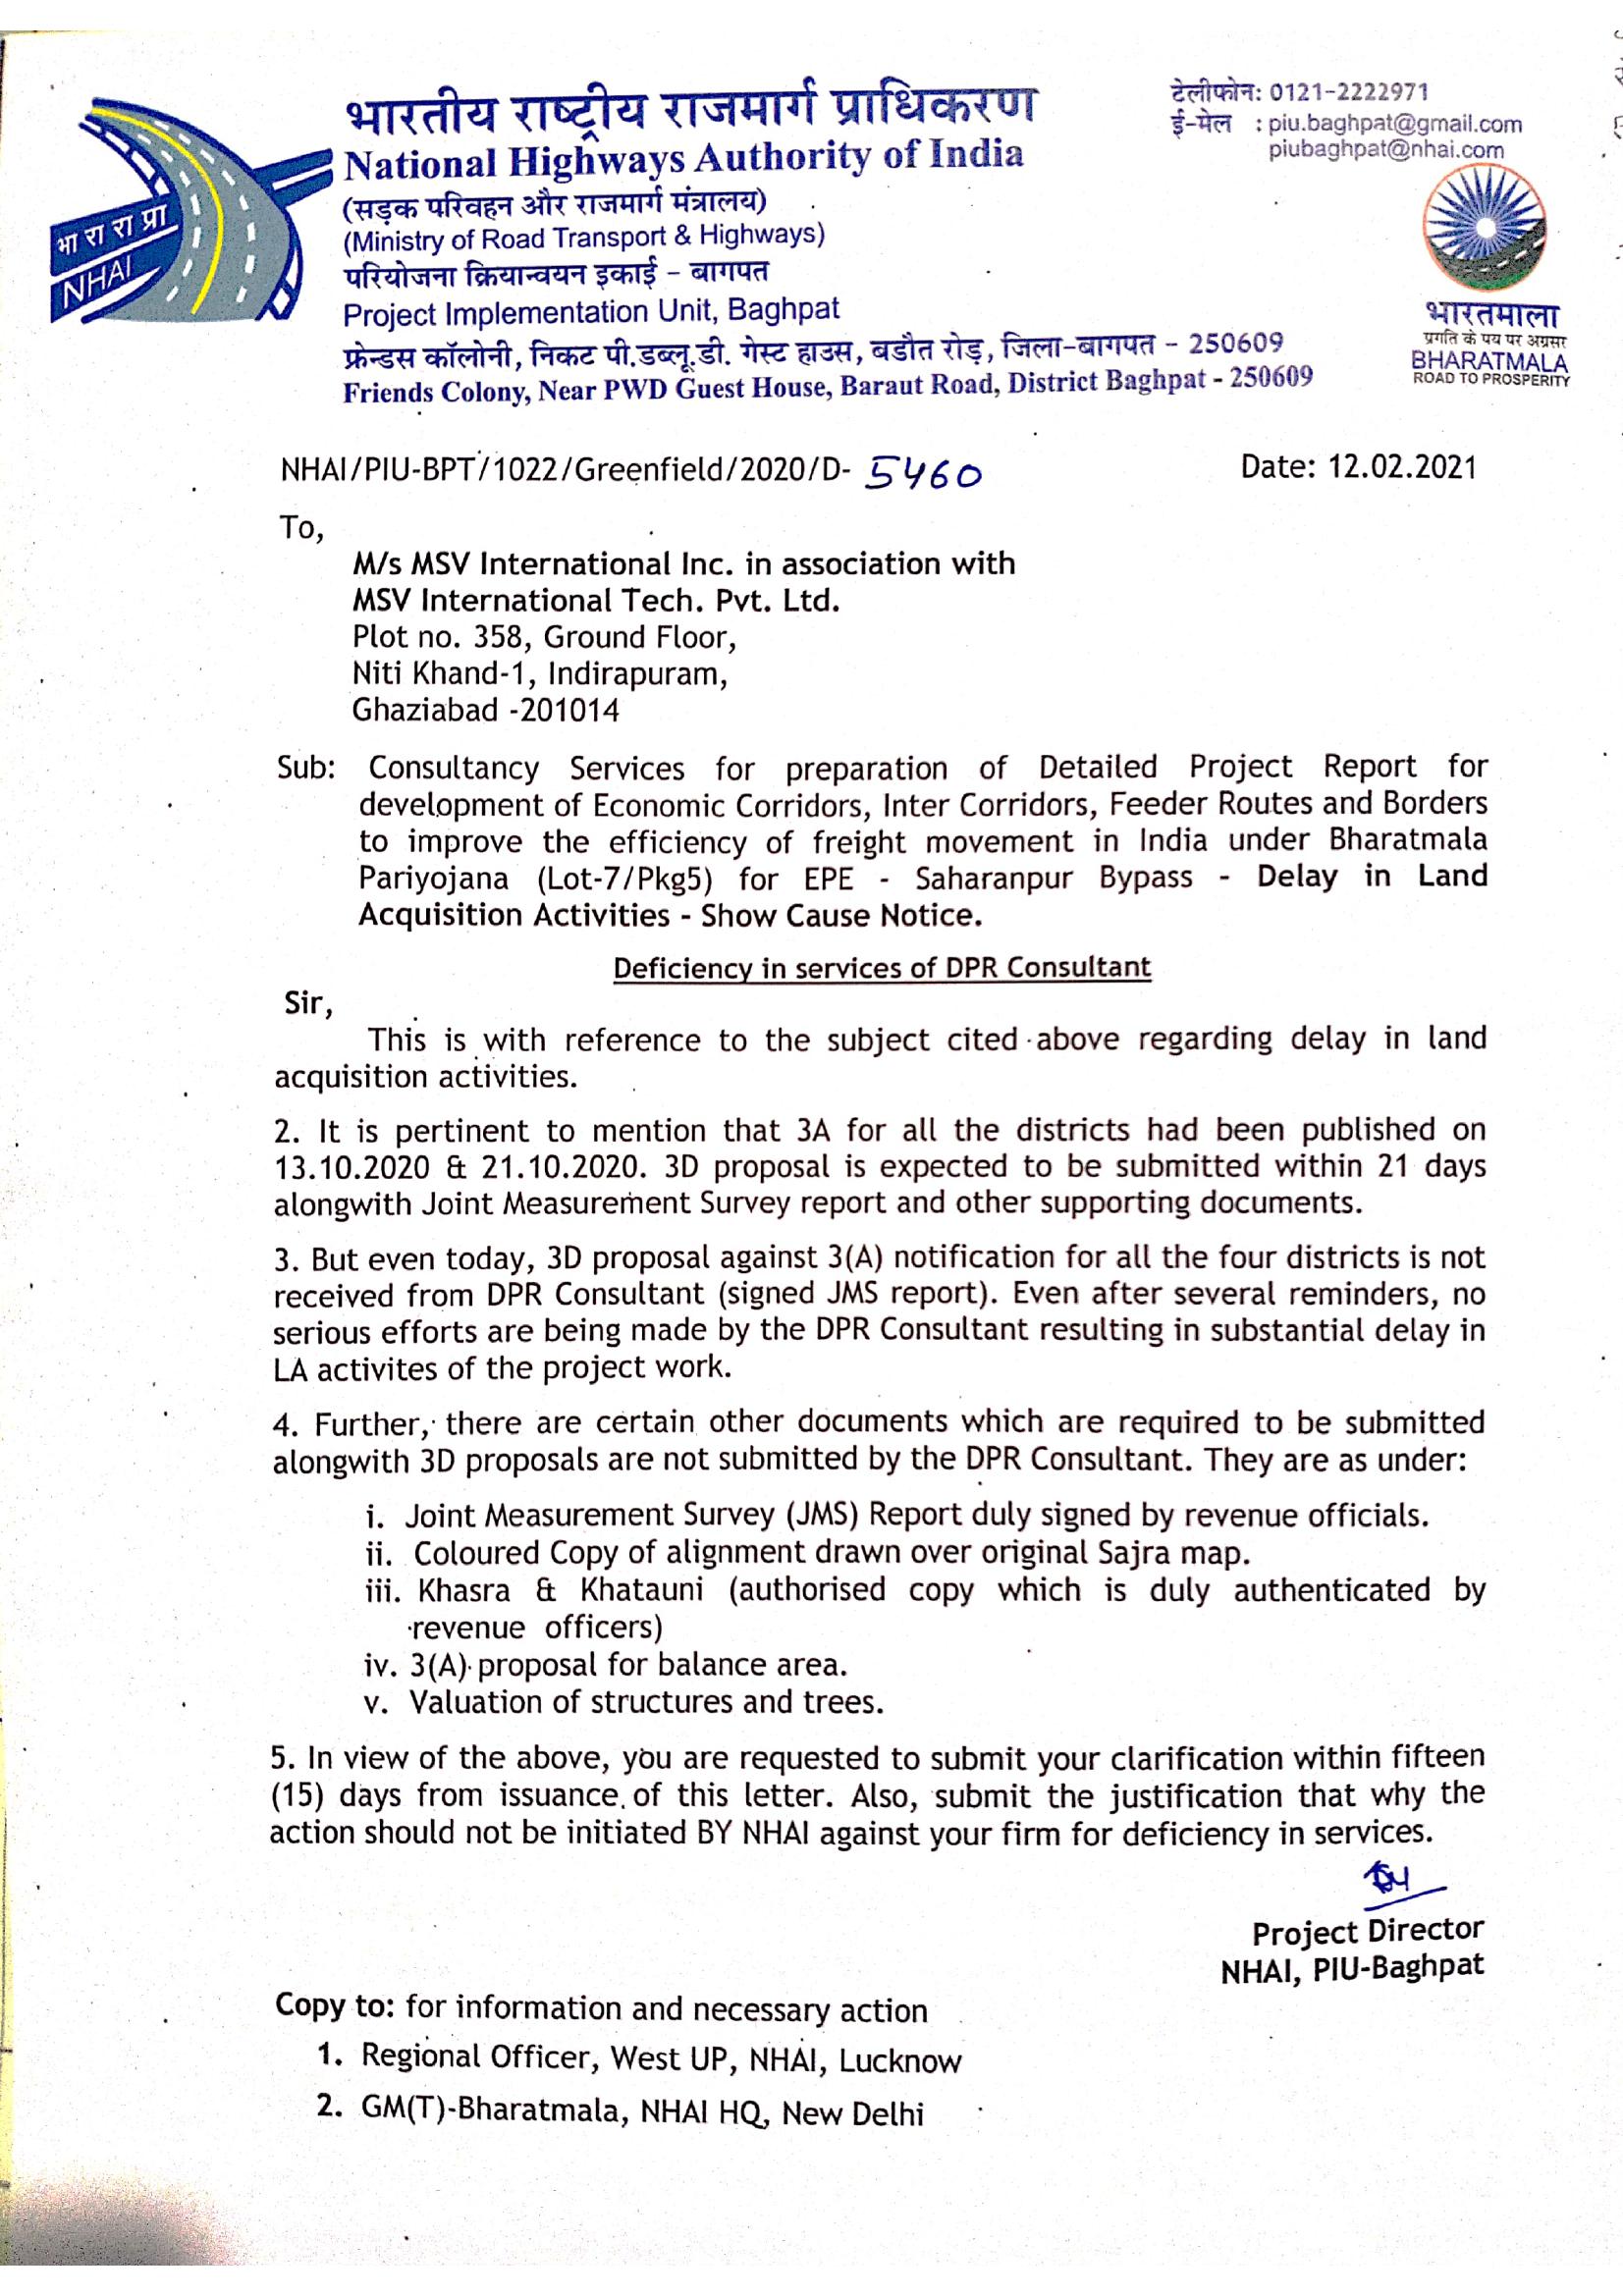 भारतीय राष्ट्रीय राजमार्ग प्राधिकरण
National Highways Authority of India
(सड़क परिवहन और राजमार्ग मंत्रालय)
(Ministry of Road Transport & Highways)
परियोजना क्रियान्वयन इकाई - बागपत
Project Implementation Unit, Baghpat
फ्रेन्डस कॉलोनी, निकट पी.डब्लू.डी. गेस्ट हाउस, बडौत रोड़, जिला-बागपत - 250609
Friends Colony, Near PWD Guest House, Baraut Road, District Baghpat - 250609
भा रा रा प्रा
NHAI
टेलीफोन: 0121-2222971
ई-मेल : piu.baghpat@gmail.com
piubaghpat@nhai.com
भारतमाला
प्रगति के पथ पर अग्रसर
BHARATMALA
ROAD TO PROSPERITY
NHAI/PIU-BPT/1022/Greenfield/2020/D- 5460 Date: 12.02.2021
To,
M/s MSV International Inc. in association with
MSV International Tech. Pvt. Ltd.
Plot no. 358, Ground Floor,
Niti Khand-1, Indirapuram,
Ghaziabad -201014
Sub: Consultancy Services for preparation of Detailed Project Report for
development of Economic Corridors, Inter Corridors, Feeder Routes and Borders
to improve the efficiency of freight movement in India under Bharatmala
Pariyojana (Lot-7/Pkg5) for EPE - Saharanpur Bypass - Delay in Land
Acquisition Activities - Show Cause Notice.
Deficiency in services of DPR Consultant
Sir,
This is with reference to the subject cited above regarding delay in land
acquisition activities.
2. It is pertinent to mention that 3A for all the districts had been published on
13.10.2020 & 21.10.2020. 3D proposal is expected to be submitted within 21 days
alongwith Joint Measurement Survey report and other supporting documents.
3. But even today, 3D proposal against 3(A) notification for all the four districts is not
received from DPR Consultant (signed JMS report). Even after several reminders, no
serious efforts are being made by the DPR Consultant resulting in substantial delay in
LA activites of the project work.
4. Further, there are certain other documents which are required to be submitted
alongwith 3D proposals are not submitted by the DPR Consultant. They are as under:
i. Joint Measurement Survey (JMS) Report duly signed by revenue officials.
ii. Coloured Copy of alignment drawn over original Sajra map.
iii. Khasra & Khatauni (authorised copy which is duly authenticated by
revenue officers)
iv. 3(A) proposal for balance area.
v. Valuation of structures and trees.
5. In view of the above, you are requested to submit your clarification within fifteen
(15) days from issuance of this letter. Also, submit the justification that why the
action should not be initiated BY NHAI against your firm for deficiency in services.
Project Director
NHAI, PIU-Baghpat
Copy to: for information and necessary action
1. Regional Officer, West UP, NHAI, Lucknow
2. GM(T)-Bharatmala, NHAI HQ, New Delhi